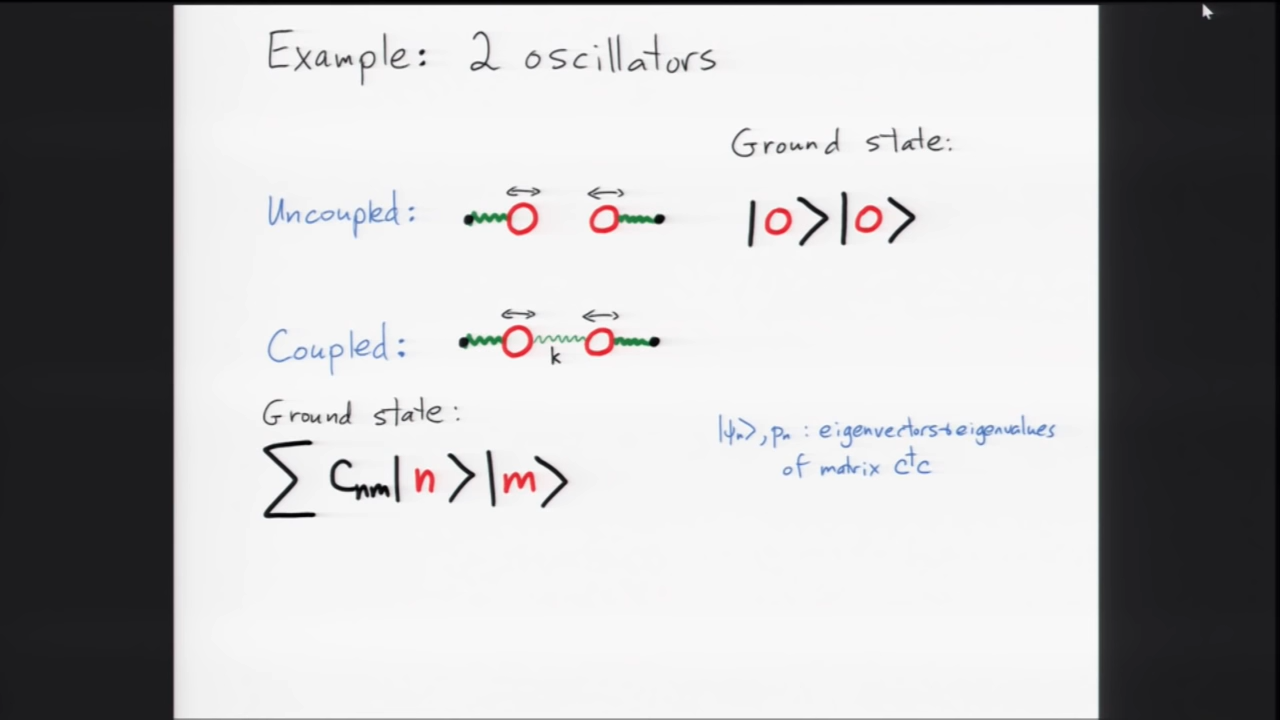 Example: 2 oscillators
Ground state:
Uncoupled:
|0>|0>
Coupled:
k
Ground state:
∑ Cnm|n>|m>
|ψn>, pn : eigenvectors+eigenvalues
of matrix c†c